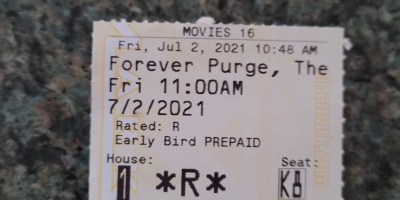 MOVIES 16
Fri, Jul 2, 2021 10:48 AM
Forever Purge, The
Fri 11:00AM
7/2/2021
Rated: R
Early Bird PREPAID
House: Seat:
1 *R* K8